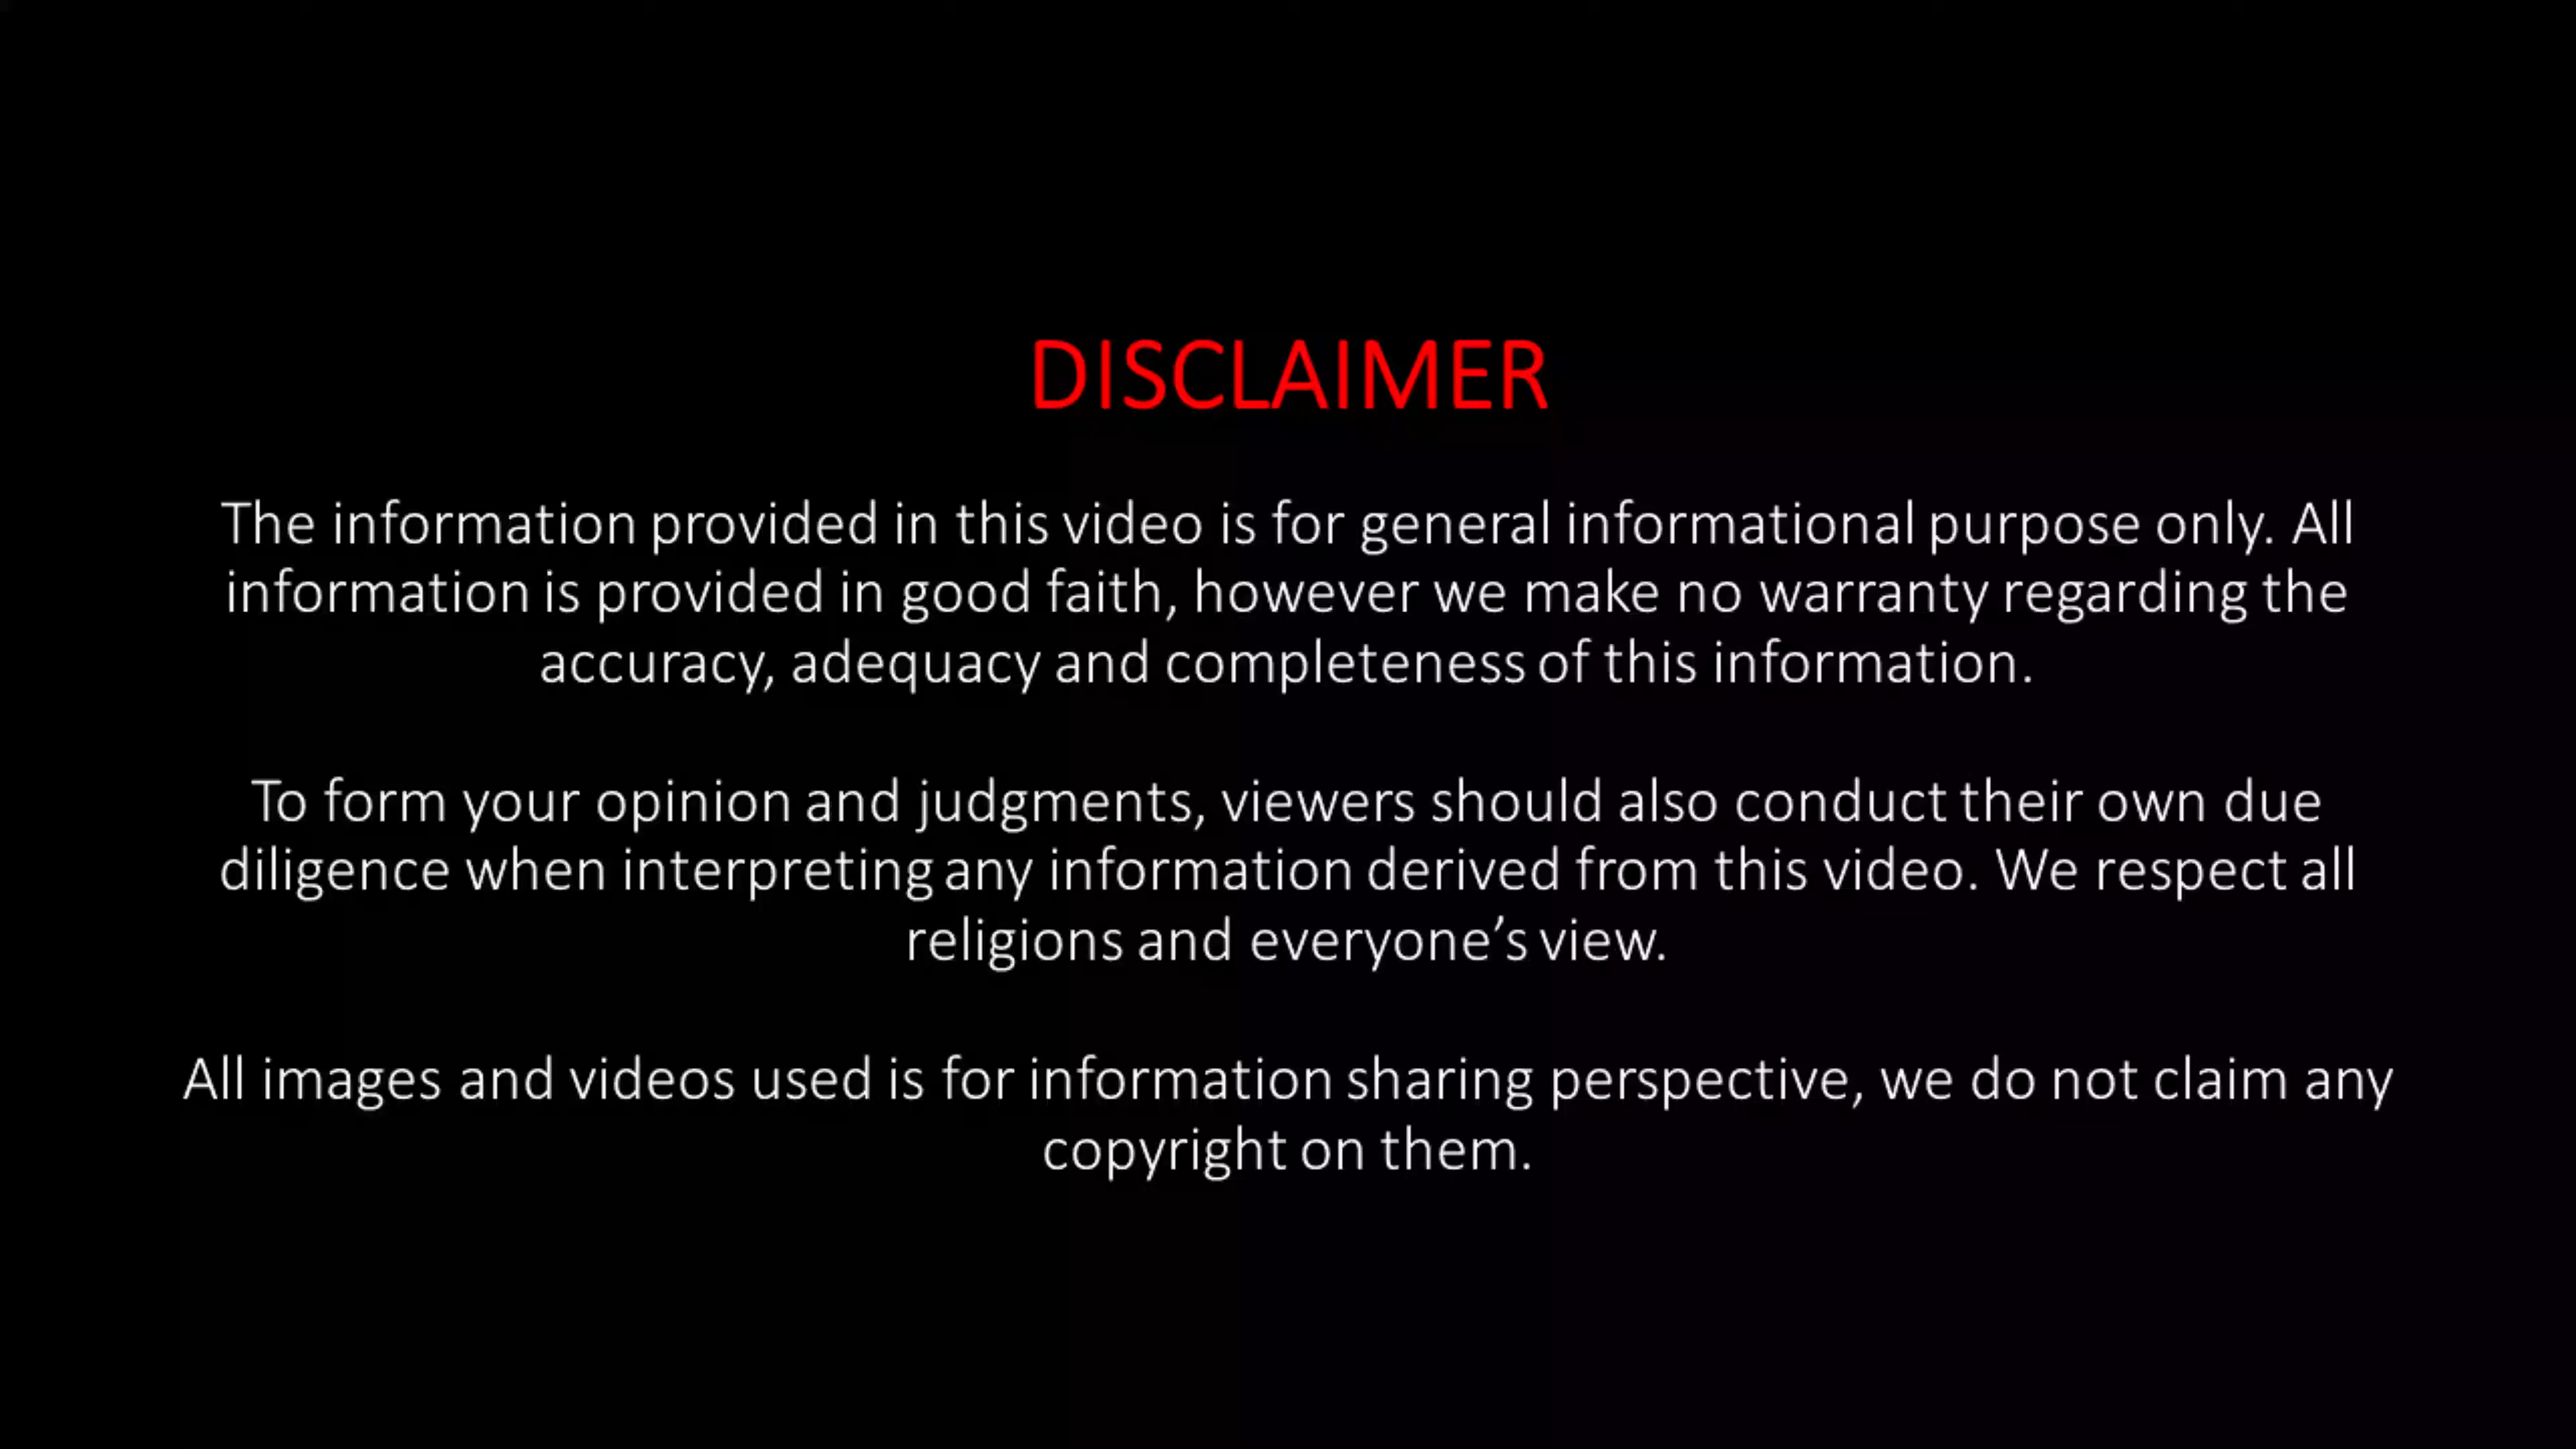 DISCLAIMER
The information provided in this video is for general informational purpose only. All
information is provided in good faith, however we make no warranty regarding the
accuracy, adequacy and completeness of this information.
To form your opinion and judgments, viewers should also conduct their own due
diligence when interpreting any information derived from this video. We respect all
religions and everyone’s view.
All images and videos used is for information sharing perspective, we do not claim any
copyright on them.